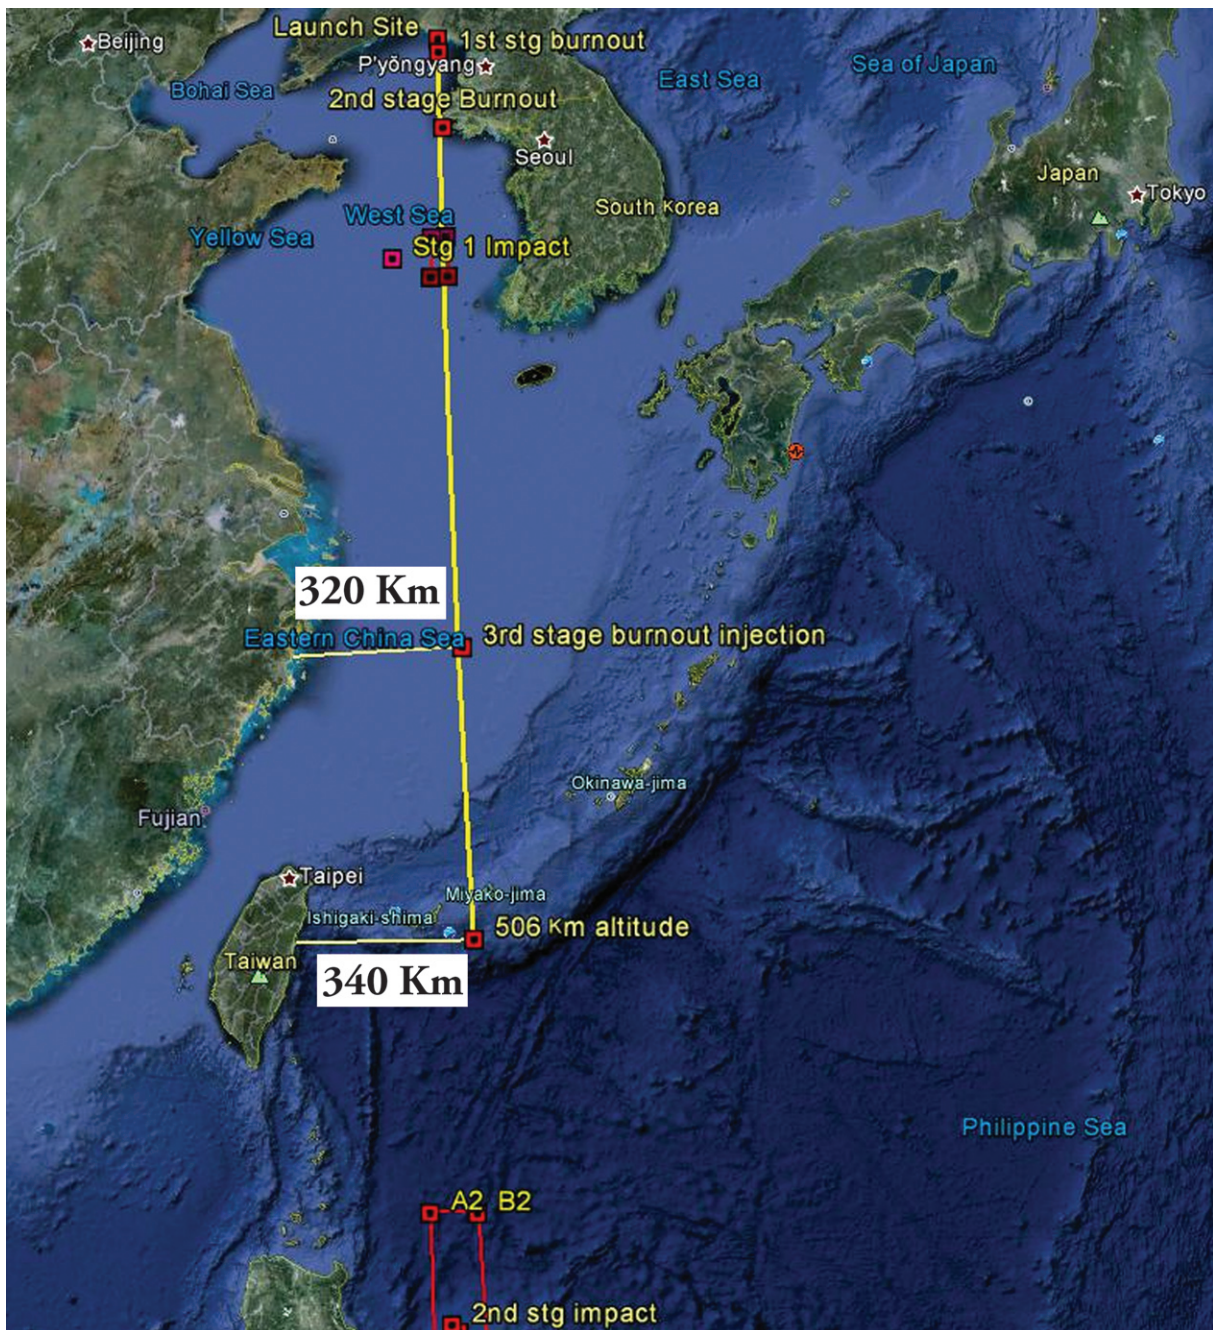 Launch Site
Beijing
1st stg burnout
P'yŏngyang
Sea of Japan
East Sea
Bohai Sea
2nd stage Burnout
Seoul
Japan
Tokyo
South Korea
West Sea
Yellow Sea
Stg 1 Impact
320 Km
Eastern China Sea
3rd stage burnout injection
Okinawa-jima
Fujian
Taipei
Miyako-jima
Ishigaki-shima
506 Km altitude
Taiwan
340 Km
Philippine Sea
A2 B2
2nd stg impact